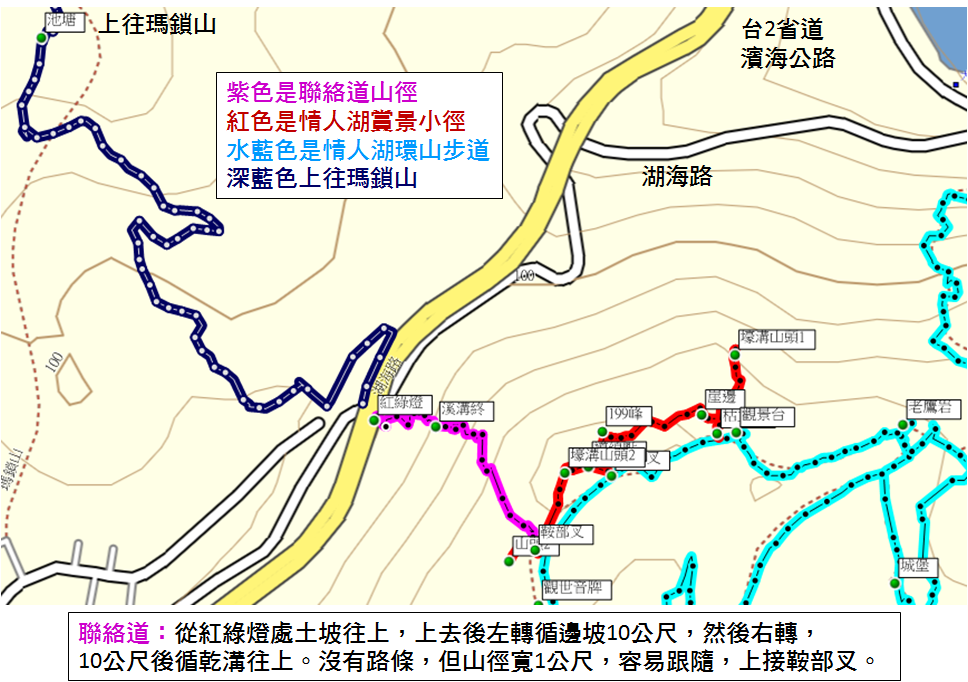 池塘
上往瑪鎖山
台2省道
濱海公路
紫色是聯絡道山徑
紅色是情人湖賞景小徑
水藍色是情人湖環山步道
深藍色上往瑪鎖山
湖海路
100
100
湖海路
壕溝山頭1
紅綠燈
溪溝終
崖邊
199峰
枯
觀景台
老鷹岩
壕溝山頭2
叉
瑪鎖山
鞍部叉
山頭2
城堡
觀世音牌
聯絡道：從紅綠燈處土坡往上，上去後左轉循邊坡10公尺，然後右轉，
10公尺後循乾溝往上。沒有路條，但山徑寬1公尺，容易跟隨，上接鞍部叉。